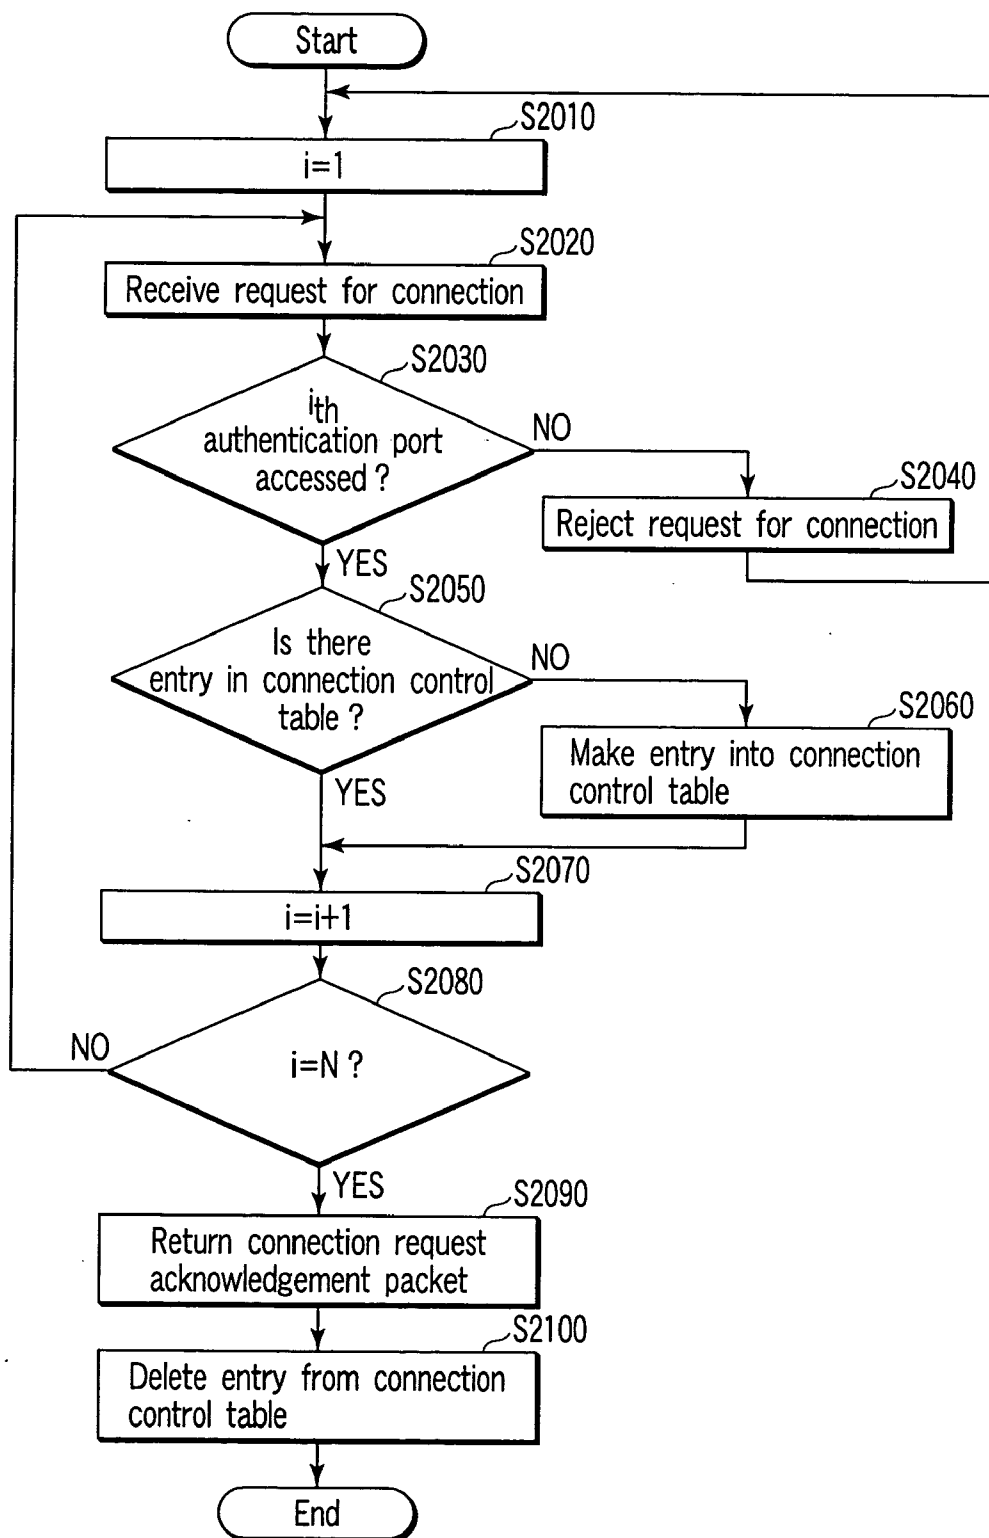 Start
S2010
i=1
S2020
Receive request for connection
S2030
ith
authentication port
accessed ?
NO
S2040
Reject request for connection
YES
S2050
Is there
entry in connection control
table ?
NO
S2060
Make entry into connection
control table
YES
S2070
i=i+1
S2080
NO
i=N ?
YES
S2090
Return connection request
acknowledgement packet
S2100
Delete entry from connection
control table
End